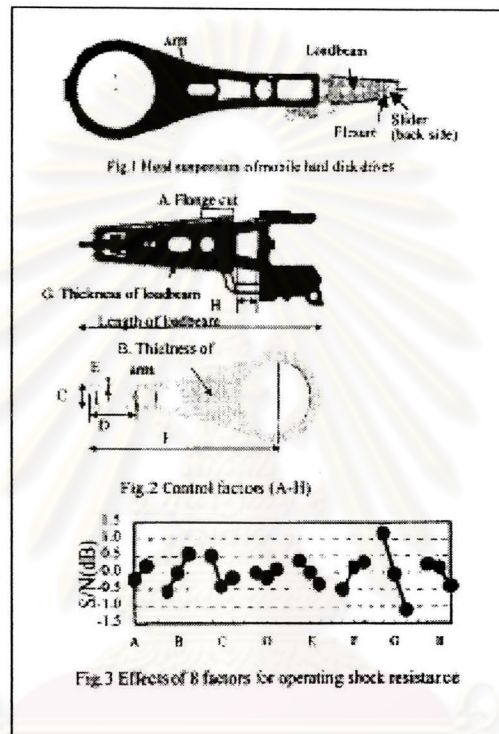 Arm
Loadbeam
Flexure
Slider
(back side)
Fig.1 Head suspension of mobile hard disk drives
A. Flange cut
G. Thickness of loadbeam
H
Length of loadbeam
B. Thickness of
arm
E
C
D
F
Fig.2 Control factors (A-H)
1.5
1.0
0.5
0.0
-0.5
-1.0
-1.5
S/N(dB)
A B C D E F G H
Fig.3 Effects of 8 factors for operating shock resistance